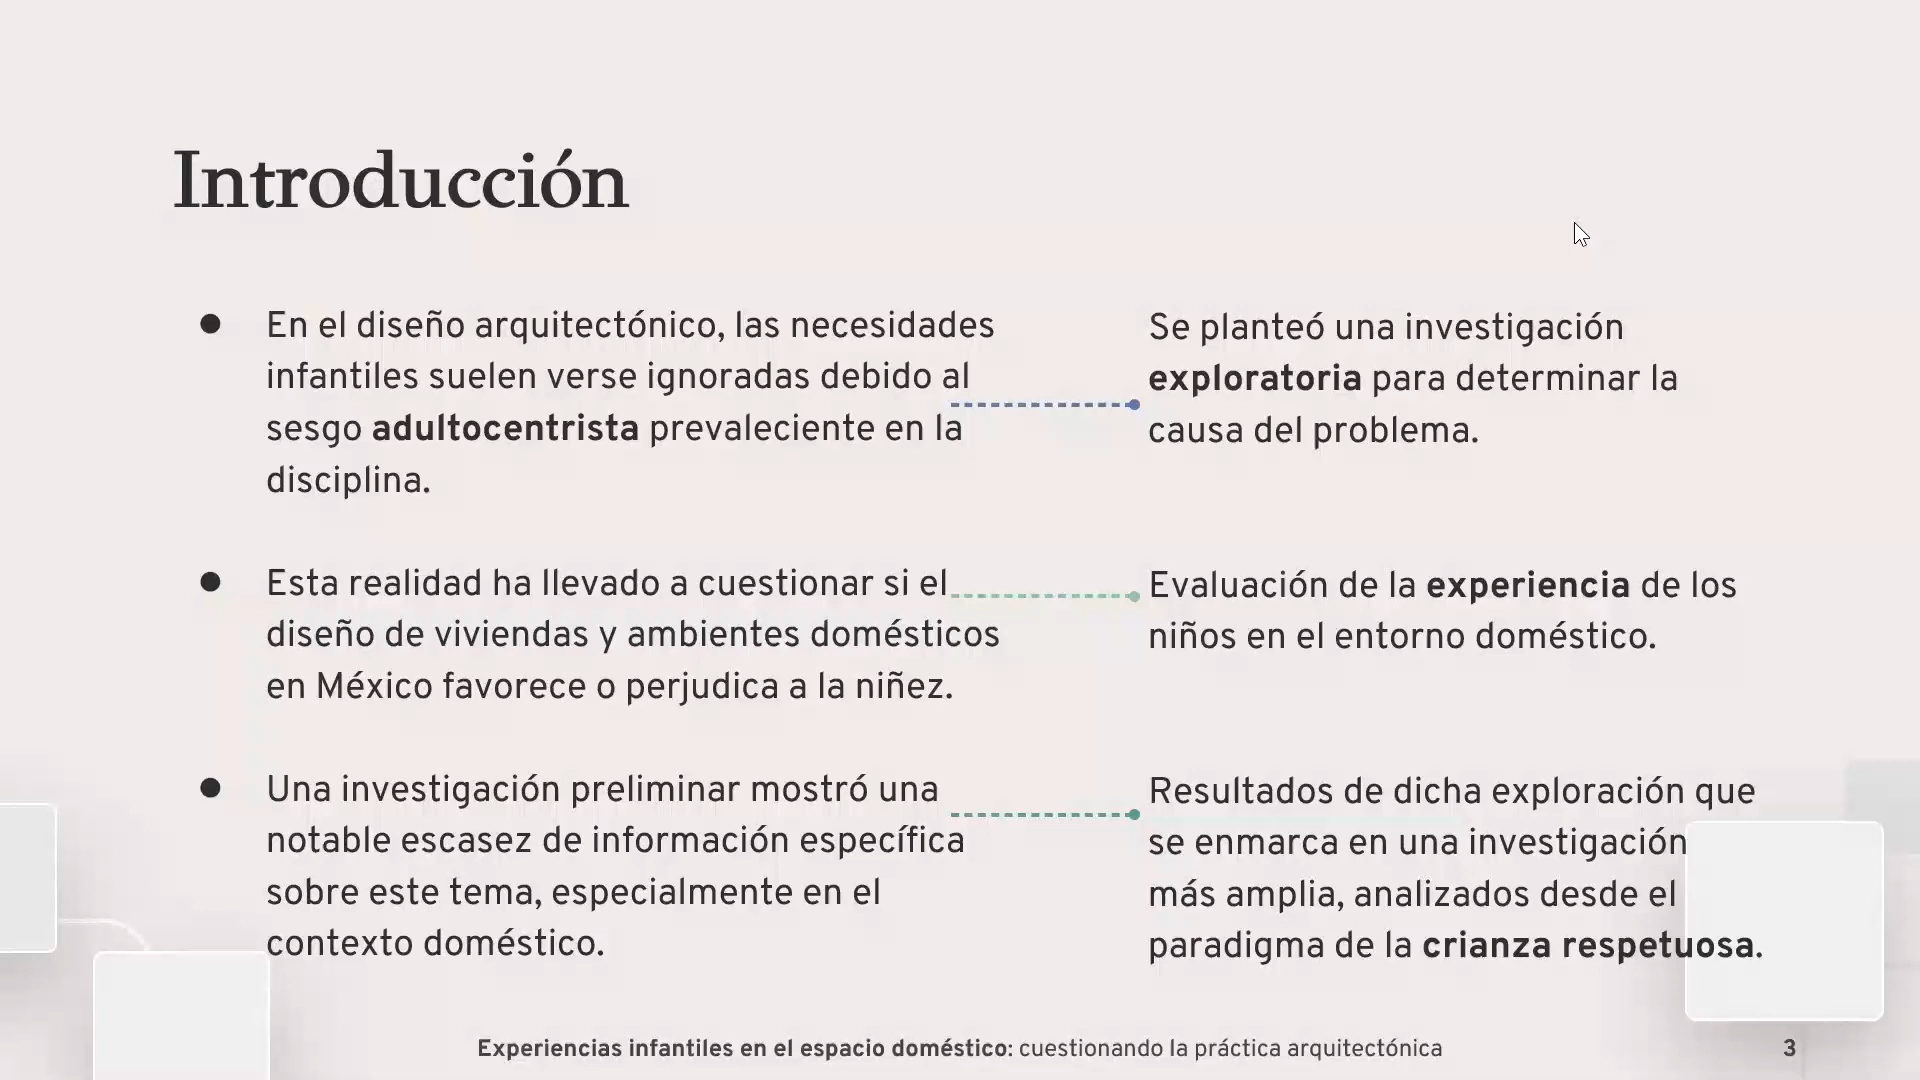 Introducción
● En el diseño arquitectónico, las necesidades
infantiles suelen verse ignoradas debido al
sesgo adultocentrista prevaleciente en la
disciplina.
Se planteó una investigación
exploratoria para determinar la
causa del problema.
● Esta realidad ha llevado a cuestionar si el
diseño de viviendas y ambientes domésticos
en México favorece o perjudica a la niñez.
Evaluación de la experiencia de los
niños en el entorno doméstico.
● Una investigación preliminar mostró una
notable escasez de información específica
sobre este tema, especialmente en el
contexto doméstico.
Resultados de dicha exploración que
se enmarca en una investigación
más amplia, analizados desde el
paradigma de la crianza respetuosa.
Experiencias infantiles en el espacio doméstico: cuestionando la práctica arquitectónica
3